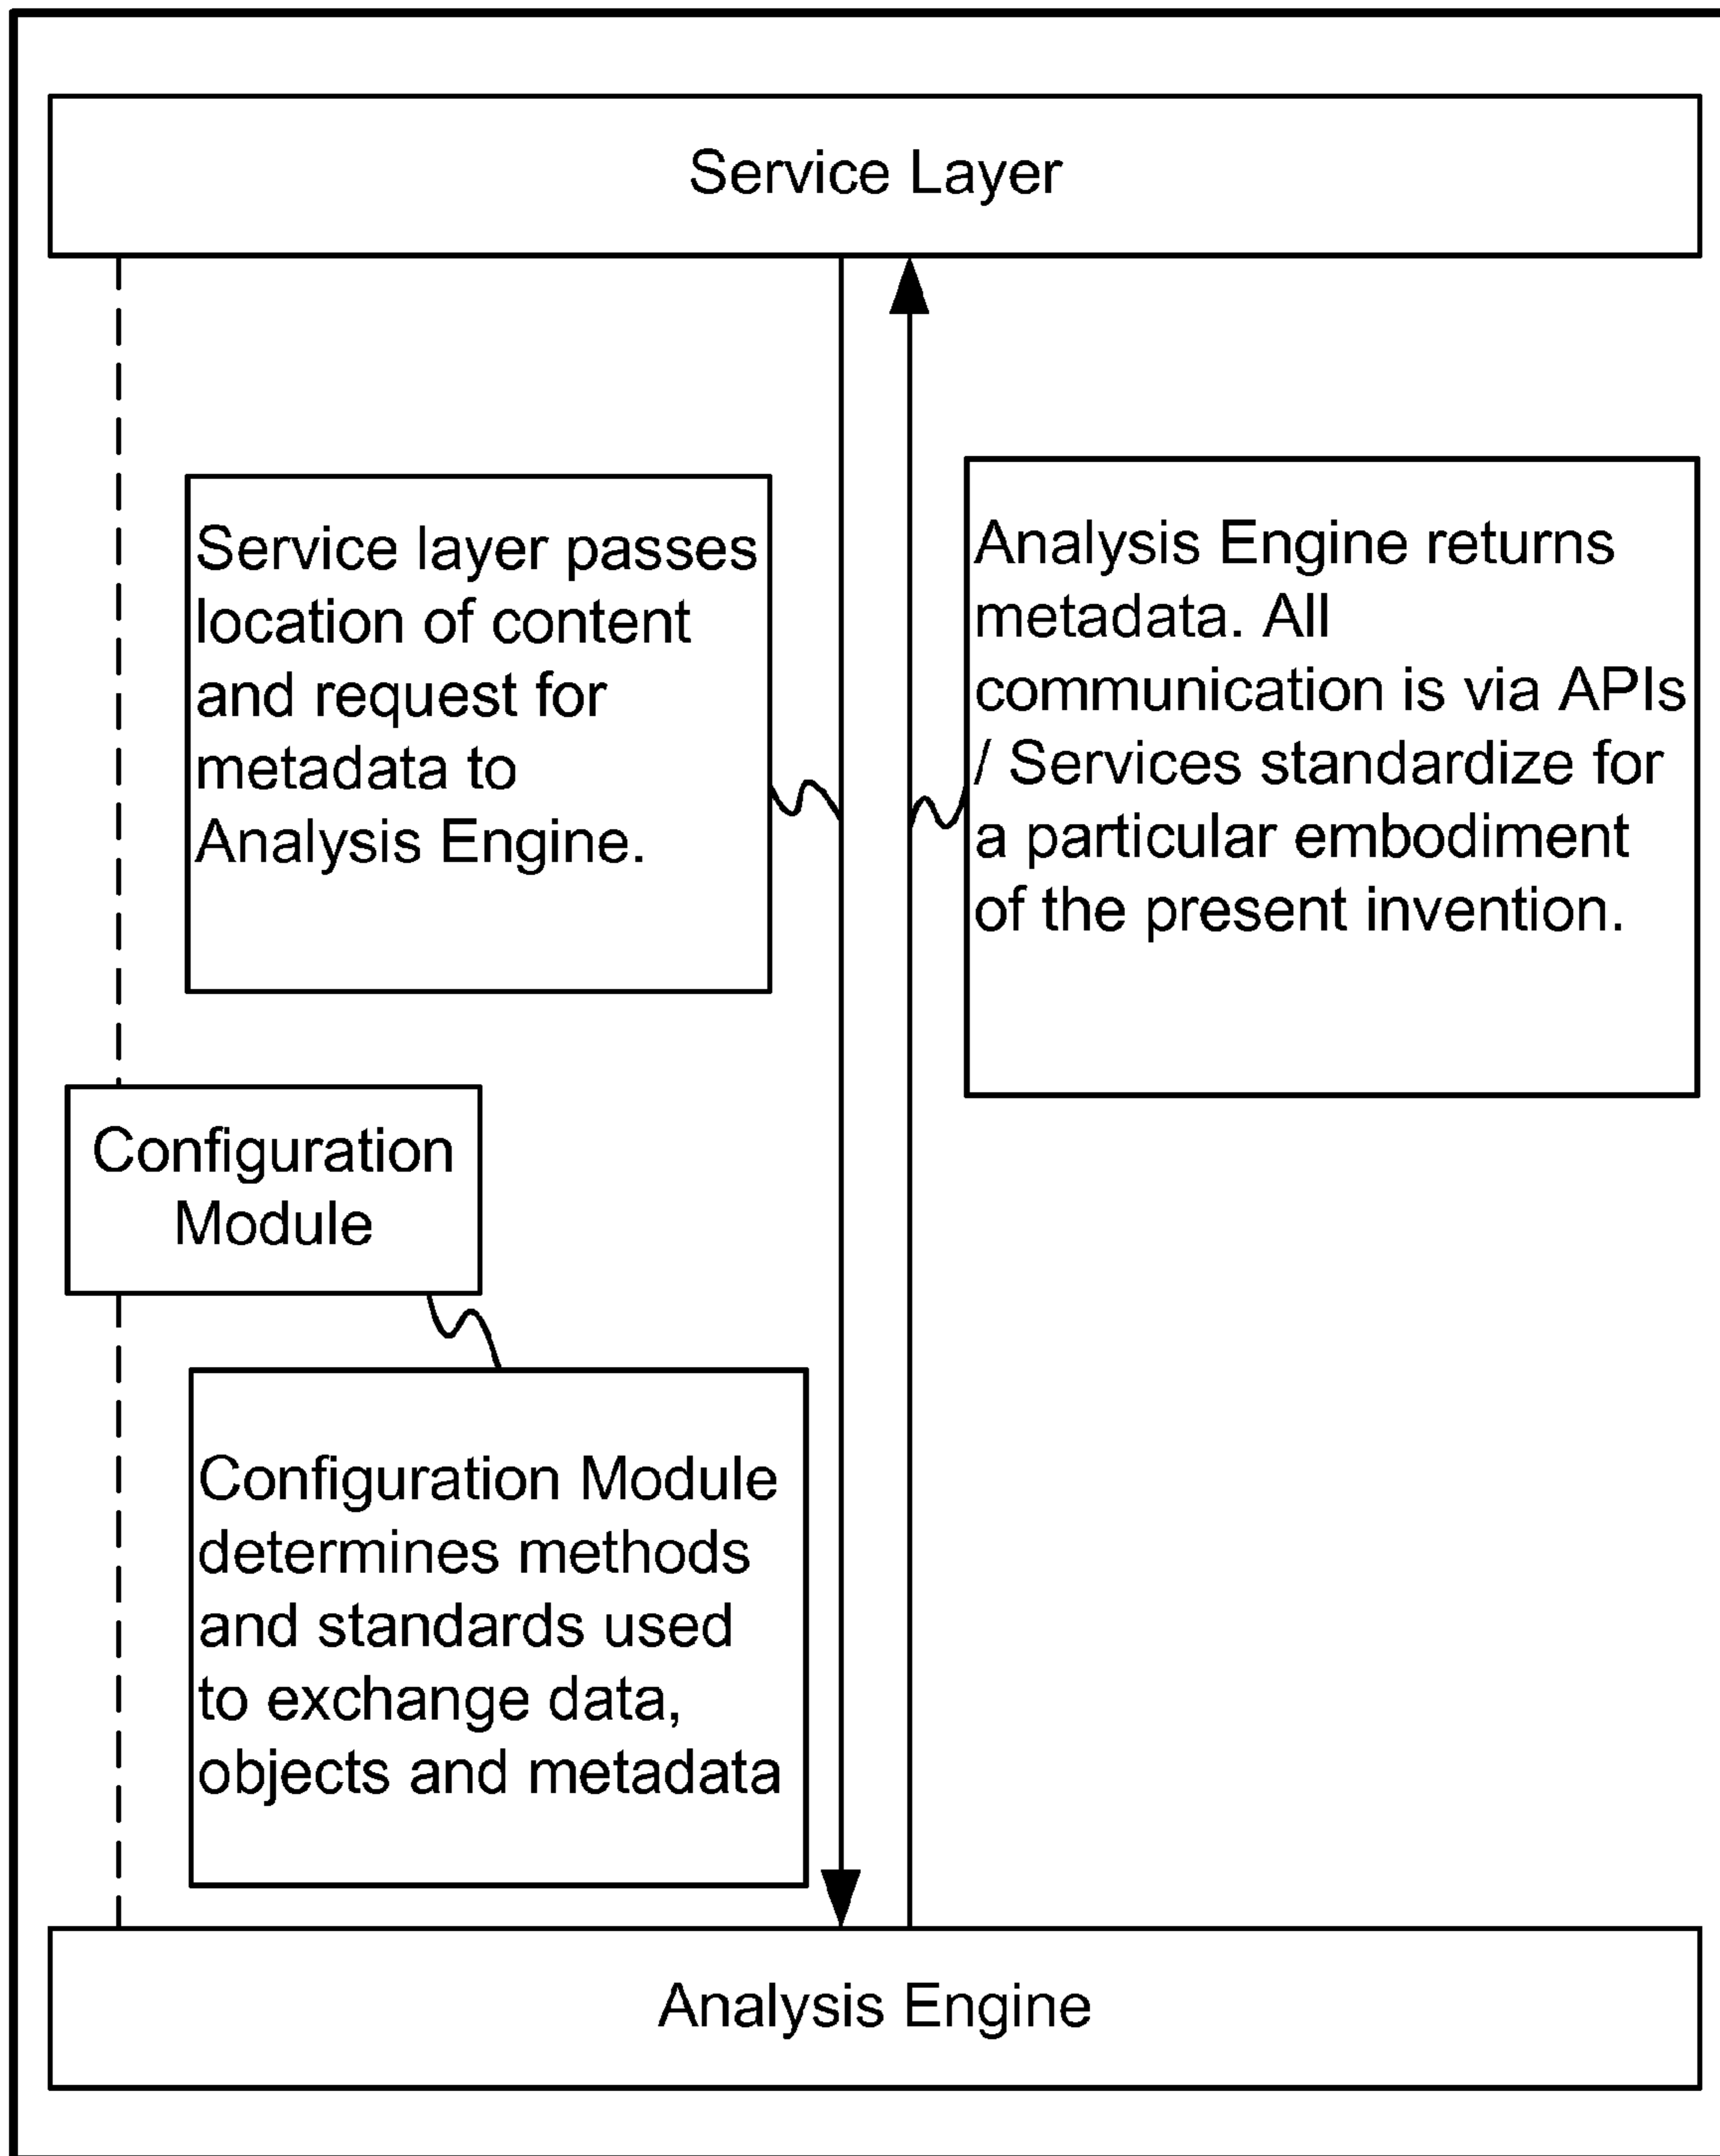 Service Layer
Service layer passes
location of content
and request for
metadata to
Analysis Engine.
Analysis Engine returns
metadata. All
communication is via APIs
/ Services standardize for
a particular embodiment
of the present invention.
Configuration
Module
Configuration Module
determines methods
and standards used
to exchange data,
objects and metadata
Analysis Engine